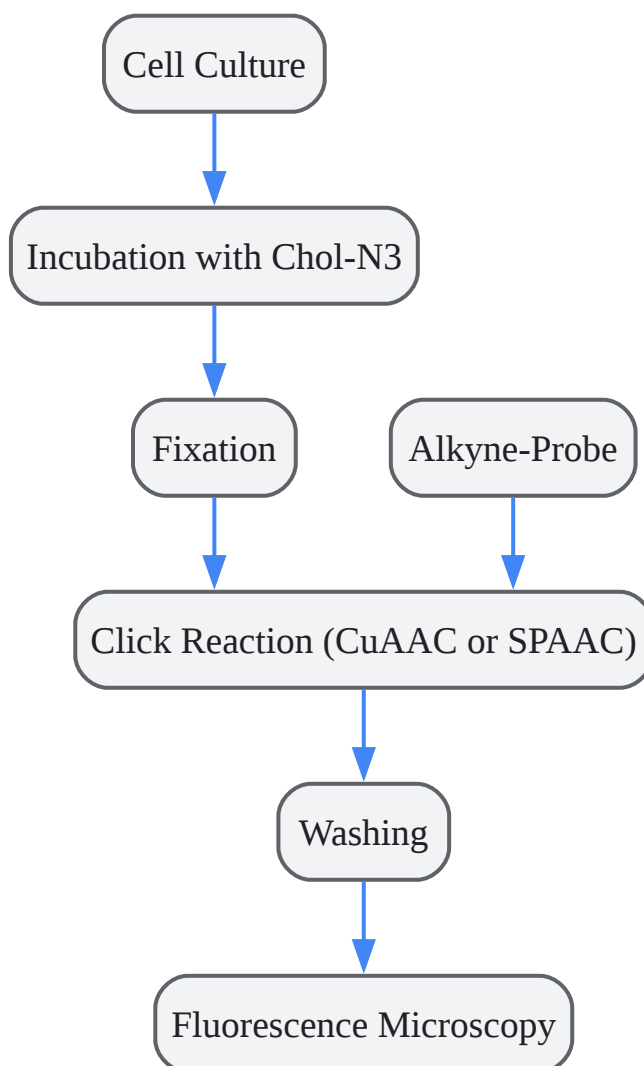 Cell Culture
Incubation with Chol-N3
Fixation
Alkyne-Probe
Click Reaction (CuAAC or SPAAC)
Washing
Fluorescence Microscopy